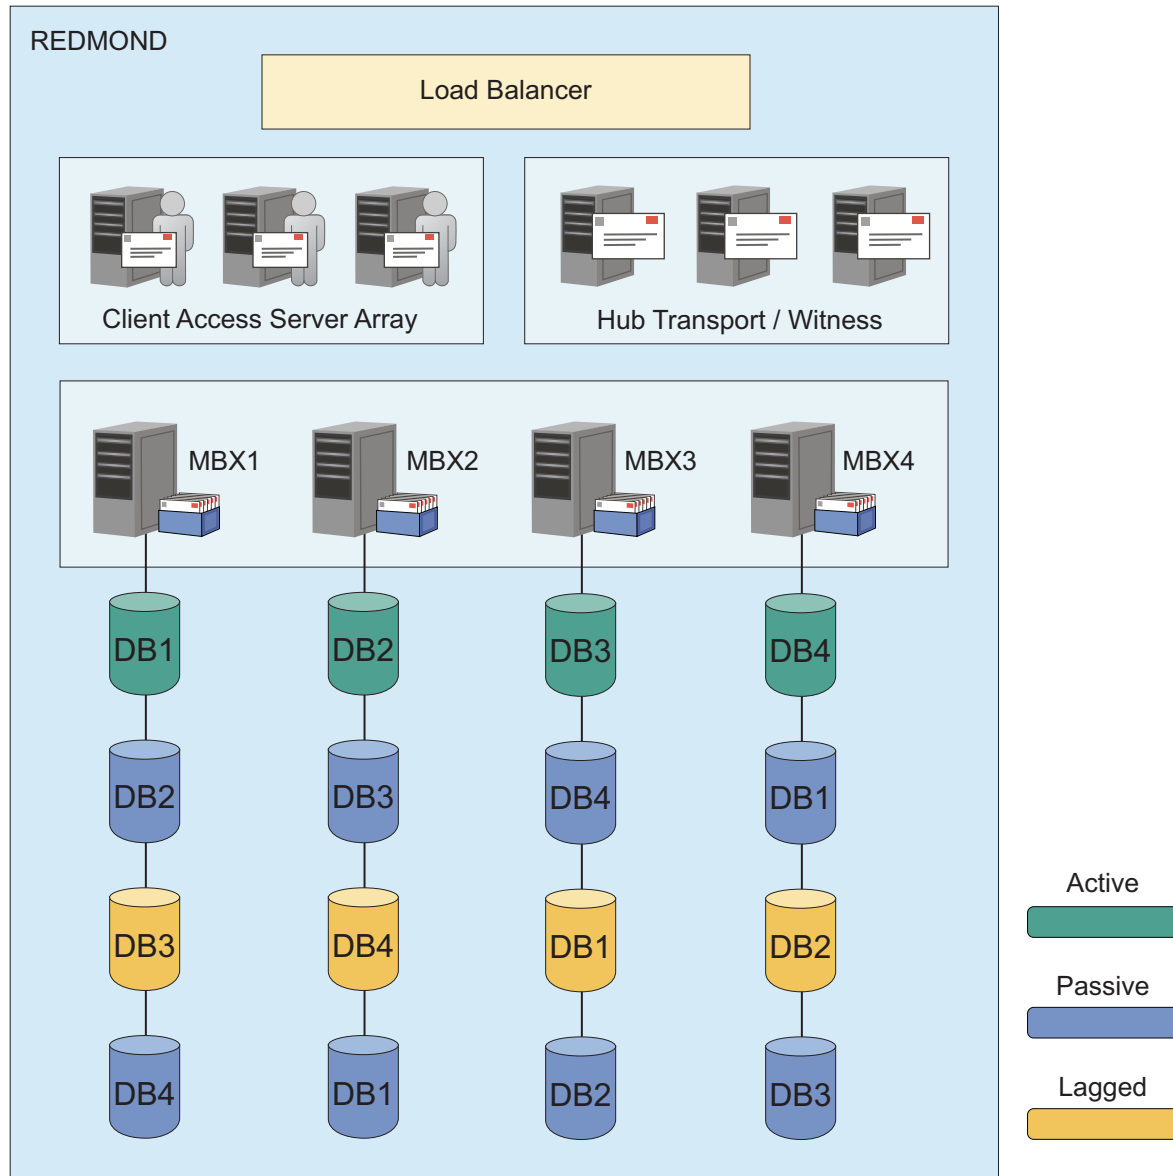 REDMOND
Load Balancer
Client Access Server Array
Hub Transport / Witness
MBX1
MBX2
MBX3
MBX4
DB1
DB2
DB3
DB4
DB2
DB3
DB4
DB1
DB3
DB4
DB1
DB2
DB4
DB1
DB2
DB3
Active
Passive
Lagged